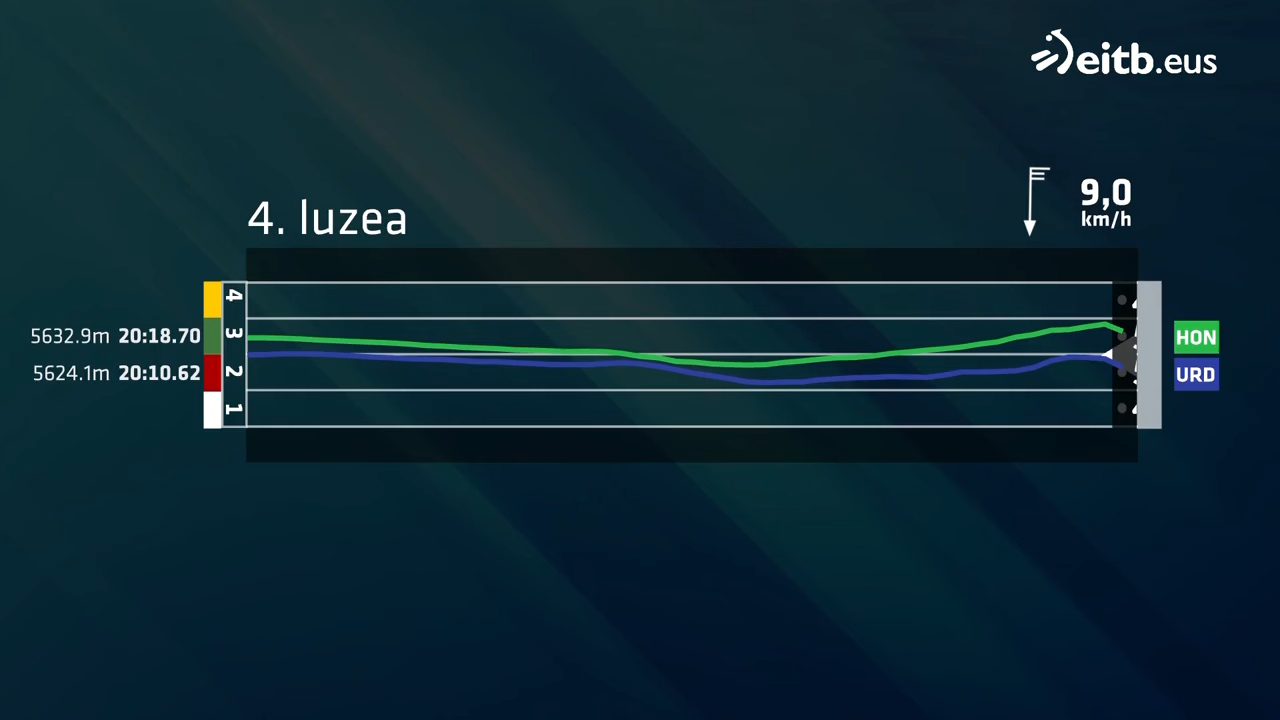 eitb.eus
9,0
km/h
4. luzea
4
5632.9m 20:18.70
3
HON
5624.1m 20:10.62
2
URD
1